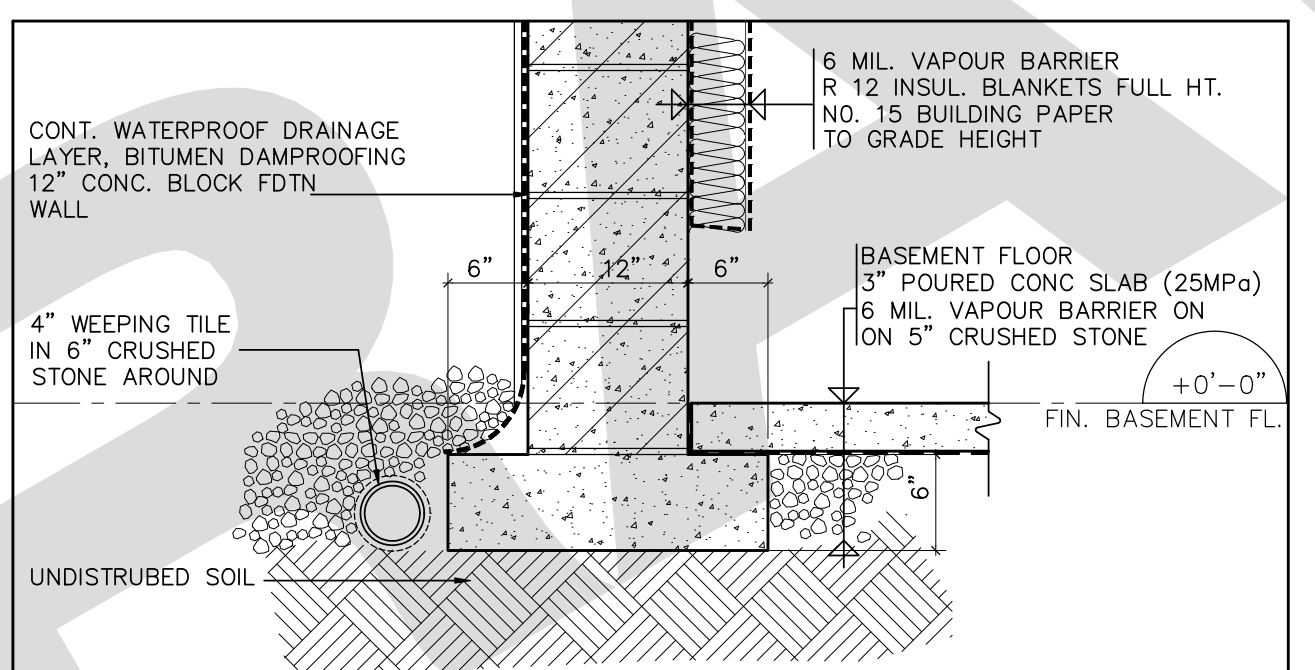 6 MIL. VAPOUR BARRIER
R 12 INSUL. BLANKETS FULL HT.
NO. 15 BUILDING PAPER
TO GRADE HEIGHT
CONT. WATERPROOF DRAINAGE
LAYER, BITUMEN DAMPROOFING
12" CONC. BLOCK FDTN
WALL
6"
12"
6"
BASEMENT FLOOR
3" POURED CONC SLAB (25MPa)
6 MIL. VAPOUR BARRIER ON
ON 5" CRUSHED STONE
4" WEEPING TILE
IN 6" CRUSHED
STONE AROUND
+0'-0"
FIN. BASEMENT FL.
6"
UNDISTRUBED SOIL